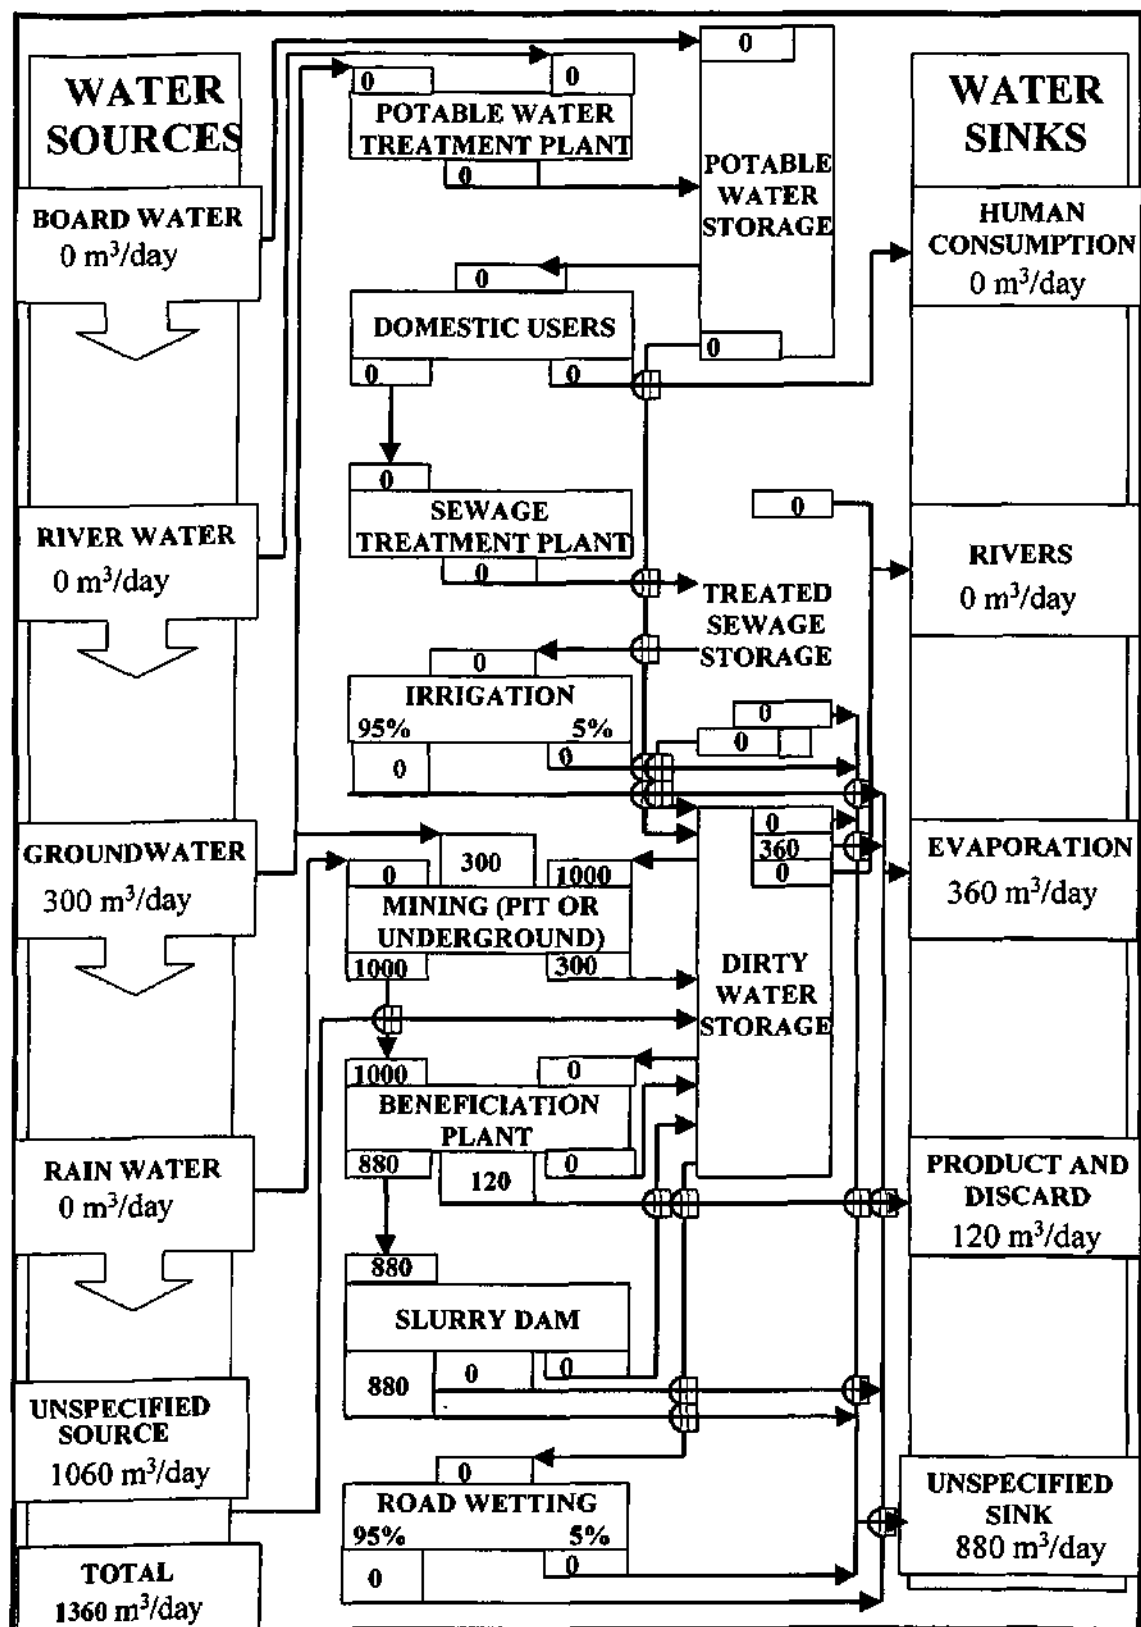 WATER
SOURCES
BOARD WATER
0 m³/day
RIVER WATER
0 m³/day
GROUNDWATER
300 m³/day
RAIN WATER
0 m³/day
UNSPECIFIED
SOURCE
1060 m³/day
TOTAL
1360 m³/day
0
0
POTABLE WATER
TREATMENT PLANT
0
0
DOMESTIC USERS
0
0
0
SEWAGE
TREATMENT PLANT
0
0
IRRIGATION
95%
5%
0
0
0
300
1000
MINING (PIT OR
UNDERGROUND)
1000
300
1000
0
BENEFICIATION
PLANT
880
120
0
880
SLURRY DAM
880
0
0
0
ROAD WETTING
95%
5%
0
0
0
POTABLE
WATER
STORAGE
0
0
TREATED
SEWAGE
STORAGE
0
0
0
360
0
DIRTY
WATER
STORAGE
WATER
SINKS
HUMAN
CONSUMPTION
0 m³/day
RIVERS
0 m³/day
EVAPORATION
360 m³/day
PRODUCT AND
DISCARD
120 m³/day
UNSPECIFIED
SINK
880 m³/day